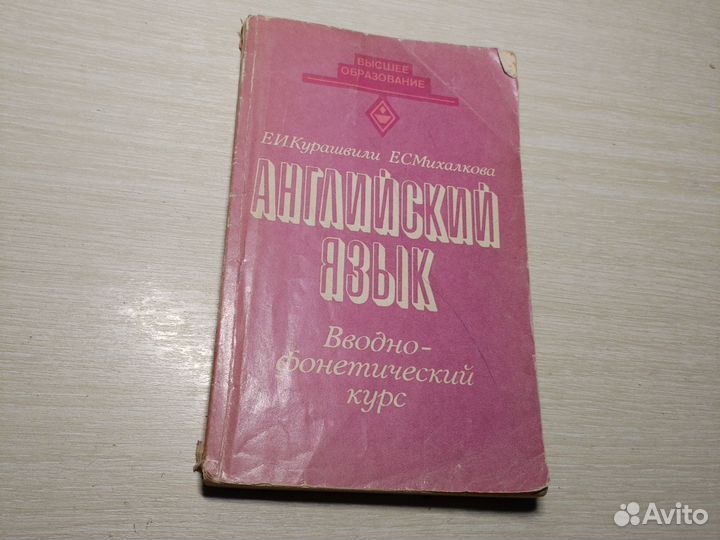 ВЫСШЕЕ
ОБРАЗОВАНИЕ
Е.И.Курашвили Е.С.Михалкова
АНГЛИЙСКИЙ
ЯЗЫК
Вводно-
фонетический
курс
Avito